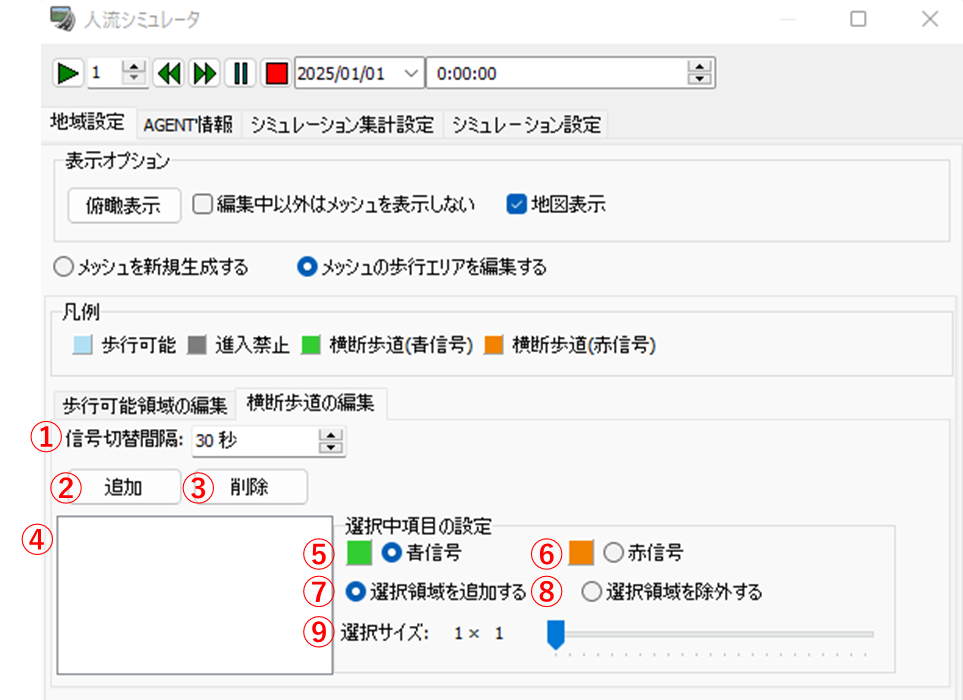 人流シミュレータ
1 2025/01/01 0:00:00
地域設定 AGENT情報 シミュレーション集計設定 シミュレーション設定
表示オプション
俯瞰表示 編集中以外はメッシュを表示しない 地図表示
メッシュを新規生成する メッシュの歩行エリアを編集する
凡例
歩行可能 進入禁止 横断歩道(青信号) 横断歩道(赤信号)
歩行可能領域の編集 横断歩道の編集
① 信号切替間隔: 30 秒
② 追加 ③ 削除
④ 選択中項目の設定
⑤ 青信号 ⑥ 赤信号
⑦ 選択領域を追加する ⑧ 選択領域を除外する
⑨ 選択サイズ: 1 × 1